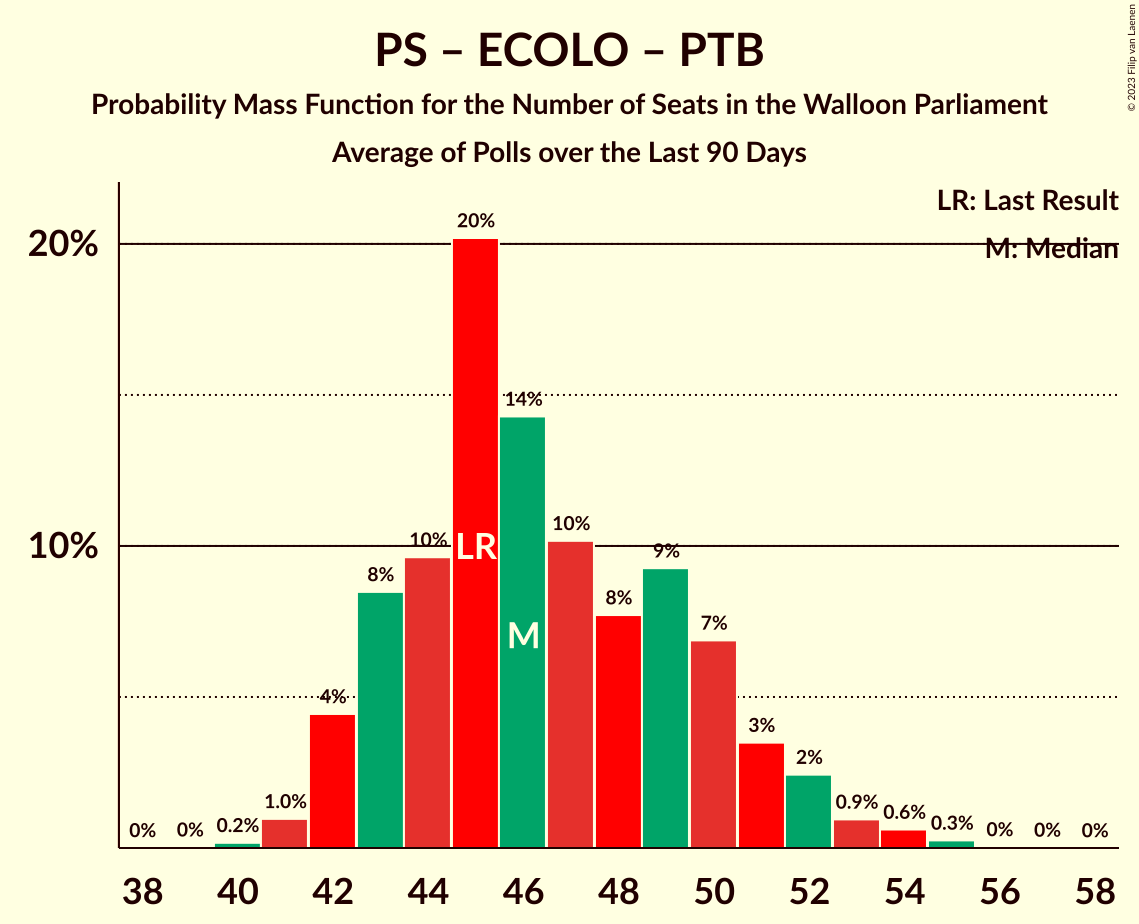 PS – ECOLO – PTB
Probability Mass Function for the Number of Seats in the Walloon Parliament
Average of Polls over the Last 90 Days
© 2023 Filip van Laenen
LR: Last Result
M: Median
20%
10%
0%
0%
0.2%
1.0%
4%
8%
10%
20%
14%
10%
8%
9%
7%
3%
2%
0.9%
0.6%
0.3%
0%
0%
0%
LR
M
38 40 42 44 46 48 50 52 54 56 58